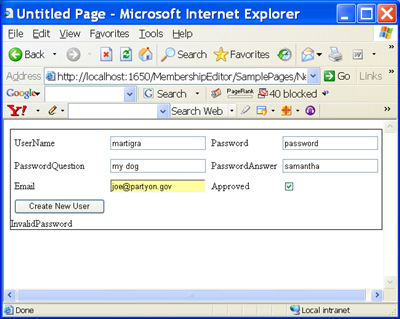 Untitled Page - Microsoft Internet Explorer
File Edit View Favorites Tools Help
Back Search Favorites
Address http://localhost:1650/MembershipEditor/SamplePages/Ne Go Links
Google Search PageRank 40 blocked
Y! Search Web
UserName martigra Password password
PasswordQuestion my dog PasswordAnswer samantha
Email joe@partyon.gov Approved
Create New User
InvalidPassword
Done Local intranet